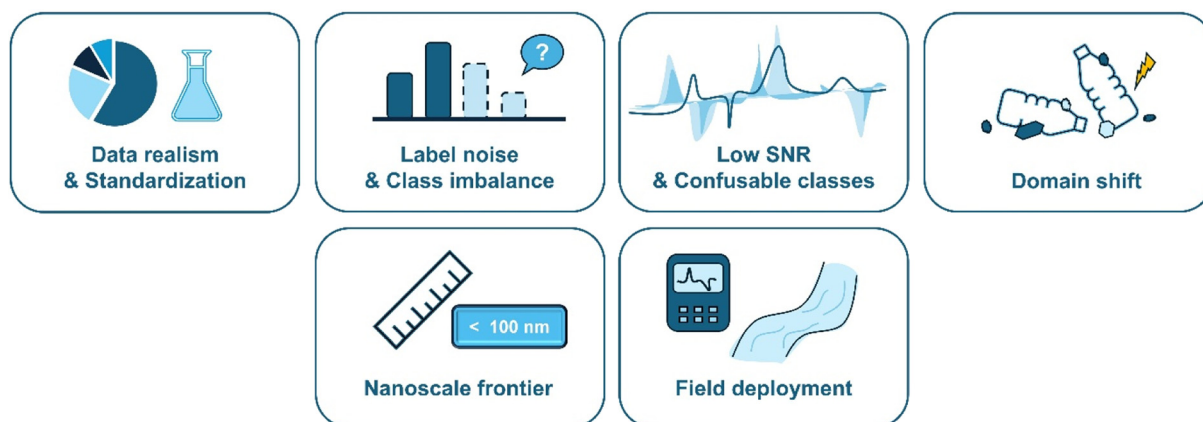 Data realism
& Standardization
?
Label noise
& Class imbalance
Low SNR
& Confusable classes
Domain shift
< 100 nm
Nanoscale frontier
Field deployment